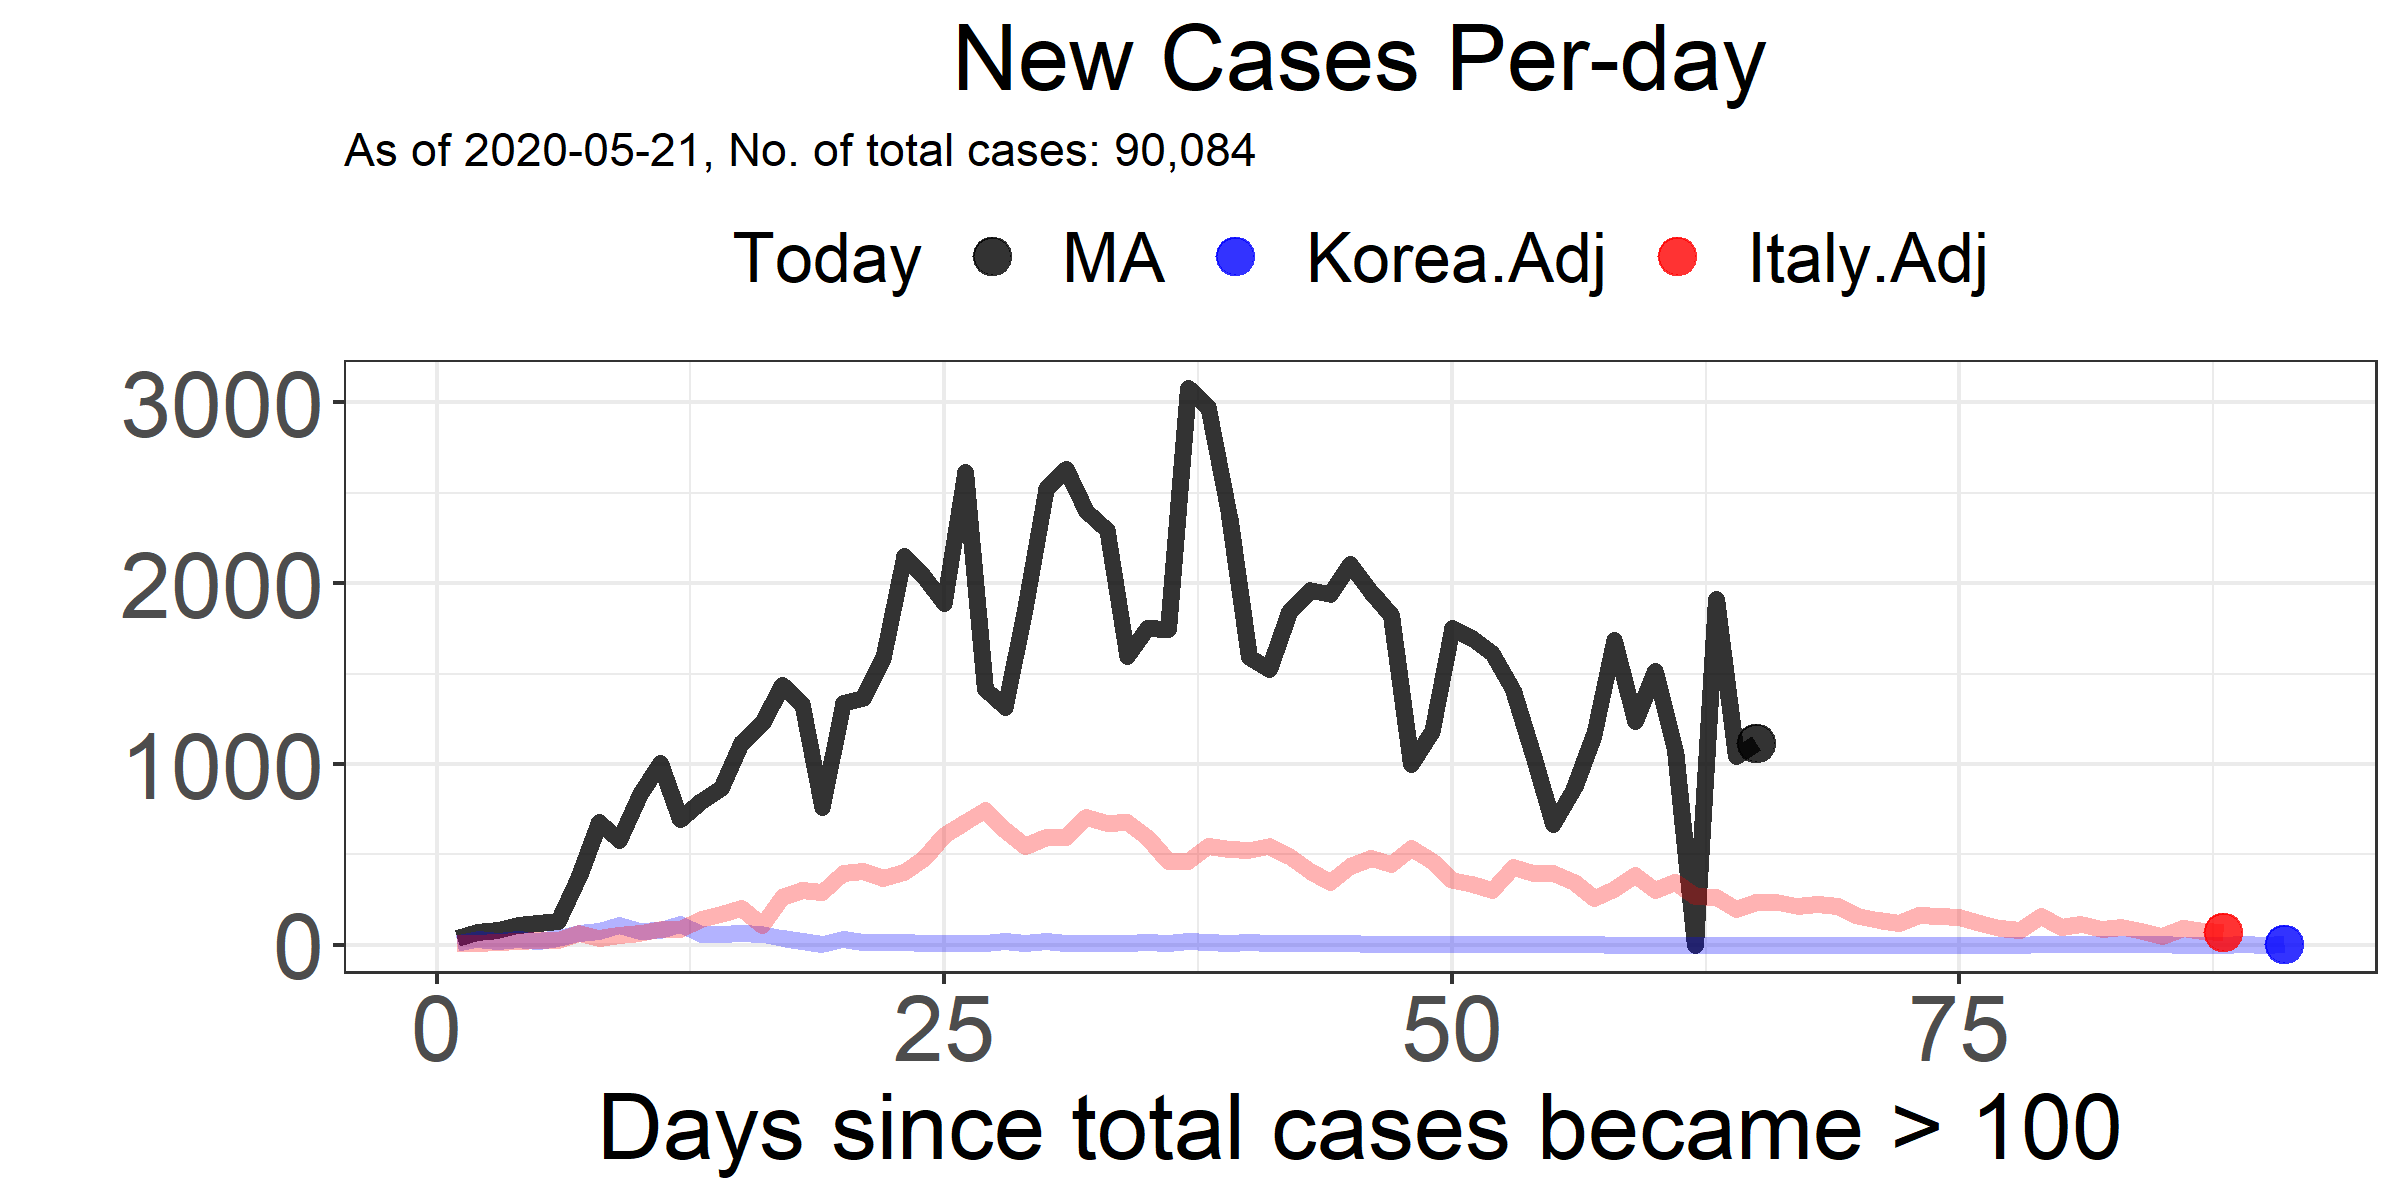 New Cases Per-day
As of 2020-05-21, No. of total cases: 90,084
Today MA Korea.Adj Italy.Adj
3000
2000
1000
0
0 25 50 75
Days since total cases became > 100